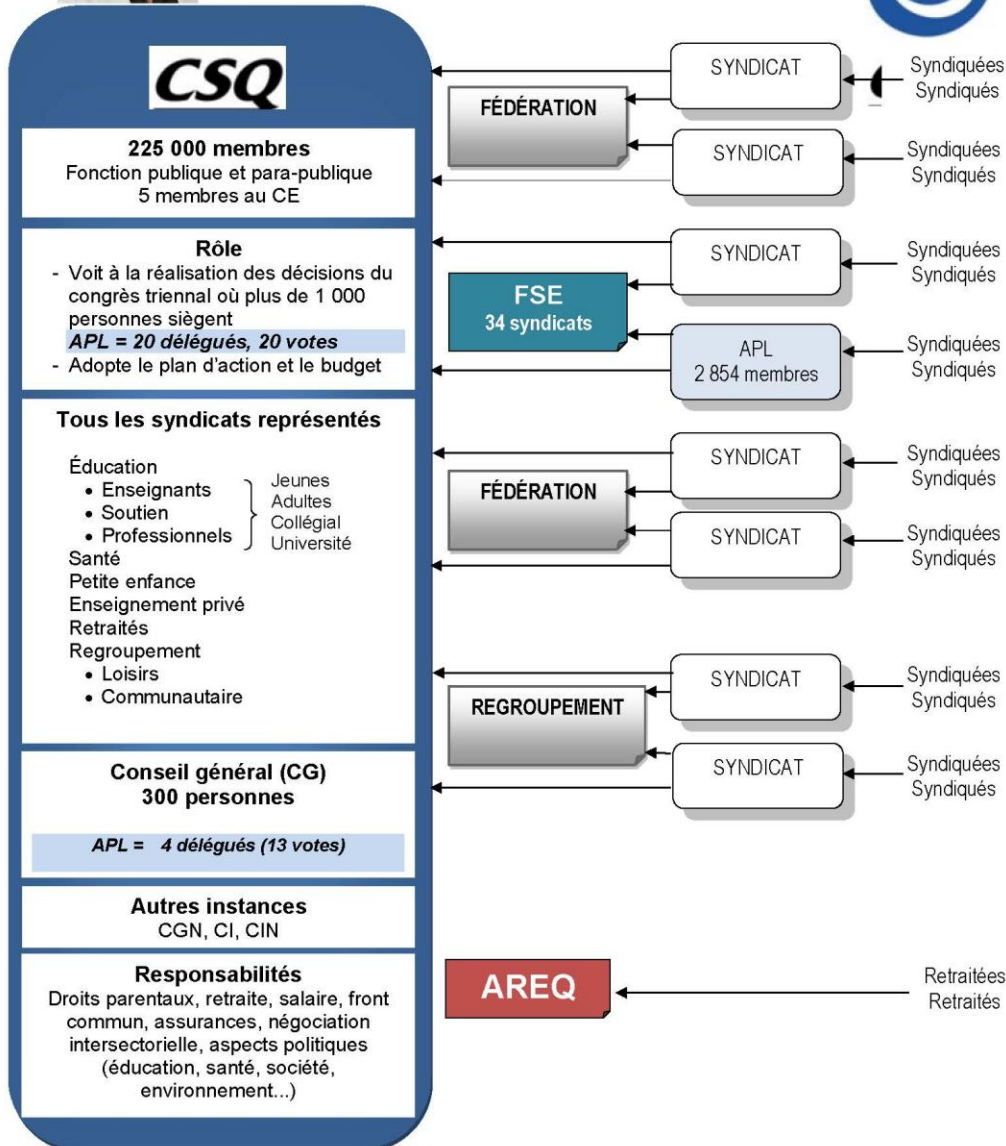 CSQ
225 000 membres
Fonction publique et para-publique
5 membres au CE
Rôle
- Voit à la réalisation des décisions du
congrès triennal où plus de 1 000
personnes siègent
APL = 20 délégués, 20 votes
- Adopte le plan d'action et le budget
Tous les syndicats représentés
Éducation
• Enseignants
• Soutien
• Professionnels
Jeunes
Adultes
Collégial
Université
Santé
Petite enfance
Enseignement privé
Retraités
Regroupement
• Loisirs
• Communautaire
Conseil général (CG)
300 personnes
APL = 4 délégués (13 votes)
Autres instances
CGN, CI, CIN
Responsabilités
Droits parentaux, retraite, salaire, front
commun, assurances, négociation
intersectorielle, aspects politiques
(éducation, santé, société,
environnement...)
FÉDÉRATION
SYNDICAT
Syndiquées
Syndiqués
SYNDICAT
Syndiquées
Syndiqués
FSE
34 syndicats
SYNDICAT
Syndiquées
Syndiqués
APL
2 854 membres
Syndiquées
Syndiqués
FÉDÉRATION
SYNDICAT
Syndiquées
Syndiqués
SYNDICAT
Syndiquées
Syndiqués
REGROUPEMENT
SYNDICAT
Syndiquées
Syndiqués
SYNDICAT
Syndiquées
Syndiqués
AREQ
Retraitées
Retraités